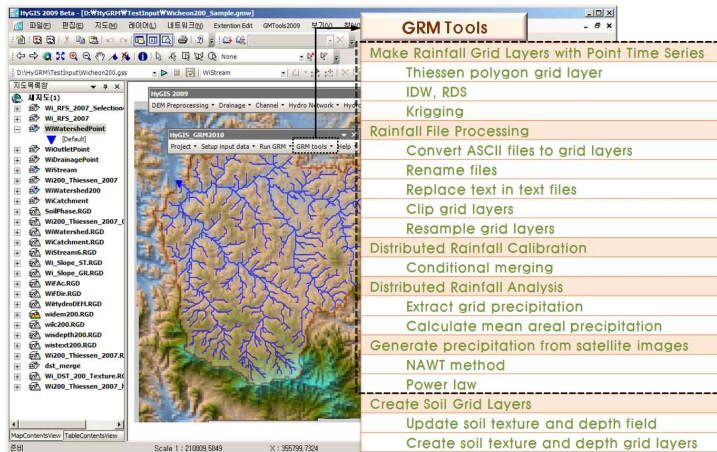 HyGIS 2009 Beta - [D:\HyGRM\TestInput\Wicheon200_Sample.gmw]
파일(F) 편집(E) 지도(M) 레이어(L) 네트워크(N) Extention Edit GMTools2009 보기(V)
None
D:\HyGRM\TestInput\Wicheon200.gss WiStream
지도목록창
새지도(1)
Wi_RFS_2007_Selection
Wi_RFS_2007
WiWatershedPoint
[Default]
WiOutletPoint
WiDrainagePoint
WiStream
Wi200_Thiessen_2007
WiWatershed200
WiCatchment
SoilPhase.RGD
Wi200_Thiessen_2007_
WiWatershed.RGD
WiCatchment.RGD
WiStream6.RGD
Wi_Slope_ST.RGD
Wi_Slope_GR.RGD
WiFAc.RGD
WiFDir.RGD
WiHydroDEM.RGD
widem200.RGD
wilc200.RGD
wisdepth200.RGD
wistext200.RGD
Wi200_Thiessen_2007.R
dst_merge
Wi_DST_200_Texture.R
Wi200_Thiessen_2007_
MapContentsView TableContentsView
준비 Scale 1 : 210809,5849 X : 355799,7324
HyGIS 2009
DEM Preprocessing Drainage Channel Hydro Network Hydro
HyGIS_GRM2010
Project Setup input data Run GRM GRM tools Help
GRM Tools
Make Rainfall Grid Layers with Point Time Series
Thiessen polygon grid layer
IDW, RDS
Krigging
Rainfall File Processing
Convert ASCII files to grid layers
Rename files
Replace text in text files
Clip grid layers
Resample grid layers
Distributed Rainfall Calibration
Conditional merging
Distributed Rainfall Analysis
Extract grid precipitation
Calculate mean areal precipitation
Generate precipitation from satellite images
NAWT method
Power law
Create Soil Grid Layers
Update soil texture and depth field
Create soil texture and depth grid layers